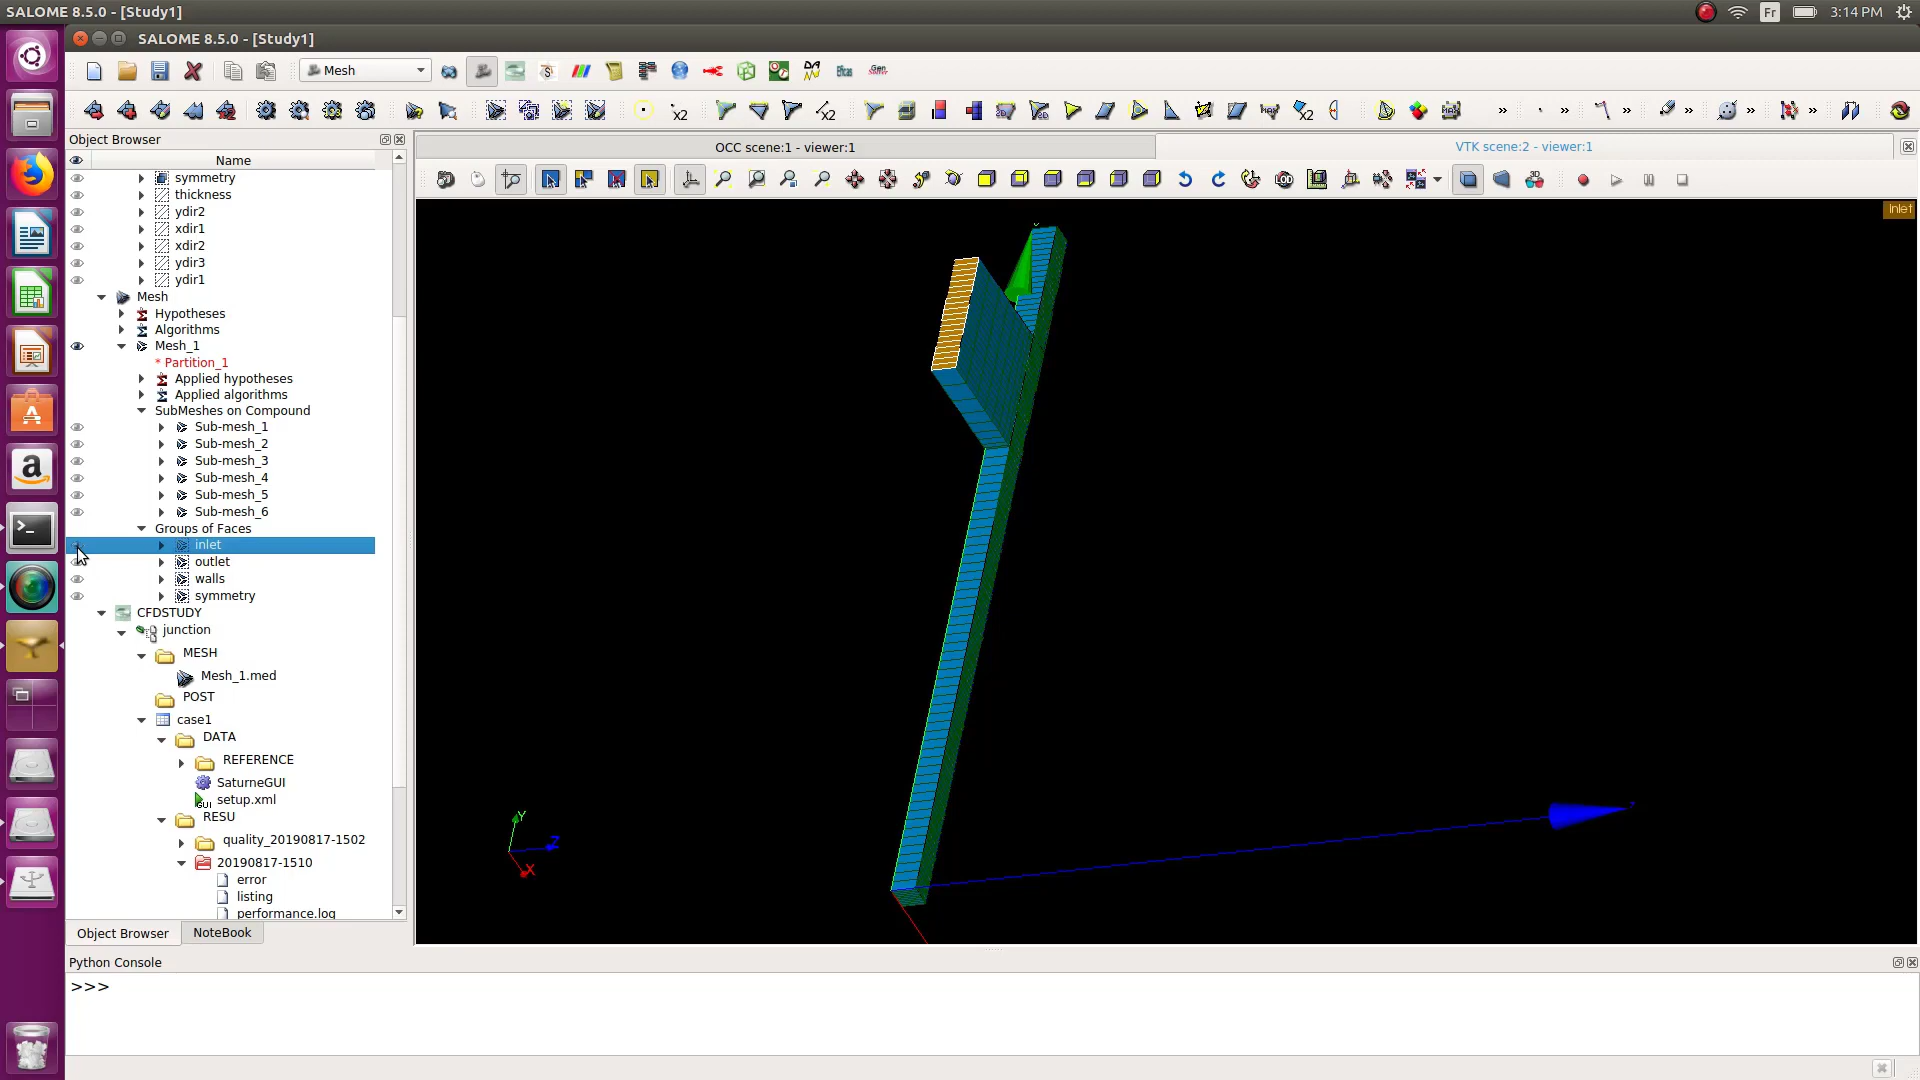 SALOME 8.5.0 - [Study1]
Fr
3:14 PM
SALOME 8.5.0 - [Study1]
Mesh
Object Browser
OCC scene:1 - viewer:1
VTK scene:2 - viewer:1
Name
symmetry
thickness
ydir2
xdir1
xdir2
ydir3
ydir1
Mesh
Hypotheses
Algorithms
Mesh_1
* Partition_1
Applied hypotheses
Applied algorithms
SubMeshes on Compound
Sub-mesh_1
Sub-mesh_2
Sub-mesh_3
Sub-mesh_4
Sub-mesh_5
Sub-mesh_6
Groups of Faces
inlet
outlet
walls
symmetry
CFDSTUDY
junction
MESH
Mesh_1.med
POST
case1
DATA
REFERENCE
SaturneGUI
setup.xml
RESU
quality_20190817-1502
20190817-1510
error
listing
performance.log
inlet
Y
Z
X
Object Browser
NoteBook
Python Console
>>>